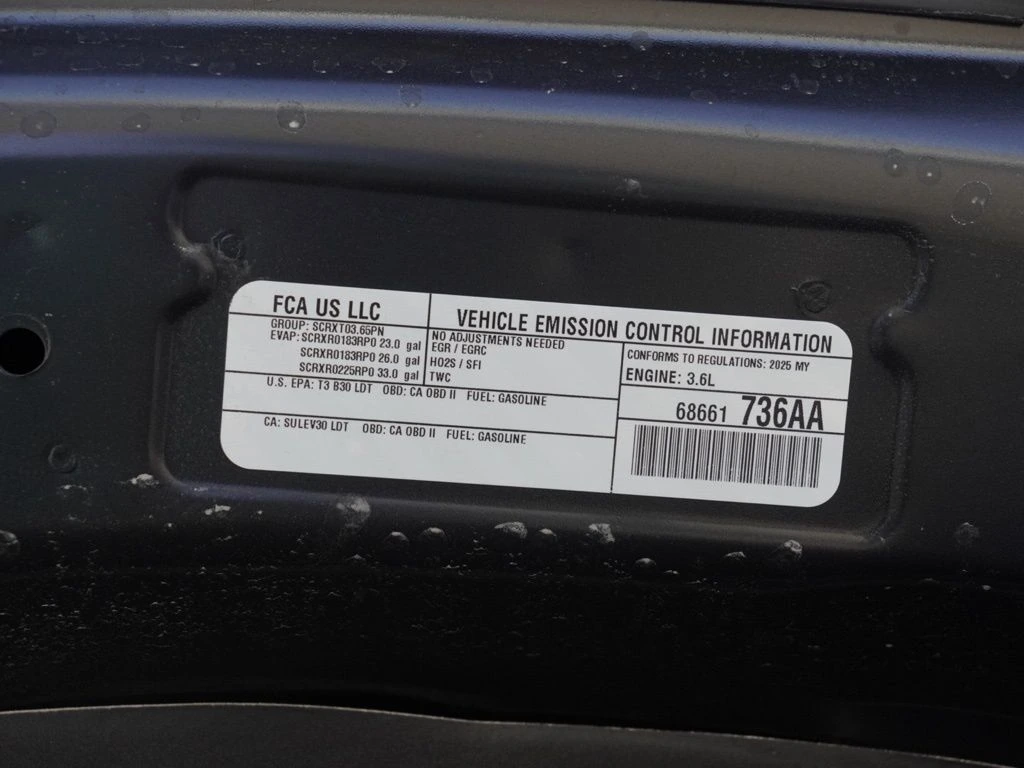 FCA US LLC
VEHICLE EMISSION CONTROL INFORMATION
GROUP: SCRXT03.65PN
EVAP: SCRXR0183RP0 23.0 gal
SCRXR0183RP0 26.0 gal
SCRXR0225RP0 33.0 gal
NO ADJUSTMENTS NEEDED
EGR / EGRC
HO2S / SFI
TWC
CONFORMS TO REGULATIONS: 2025 MY
ENGINE: 3.6L
U.S. EPA: T3 B30 LDT OBD: CA OBD II FUEL: GASOLINE
68661 736AA
CA: SULEV30 LDT OBD: CA OBD II FUEL: GASOLINE